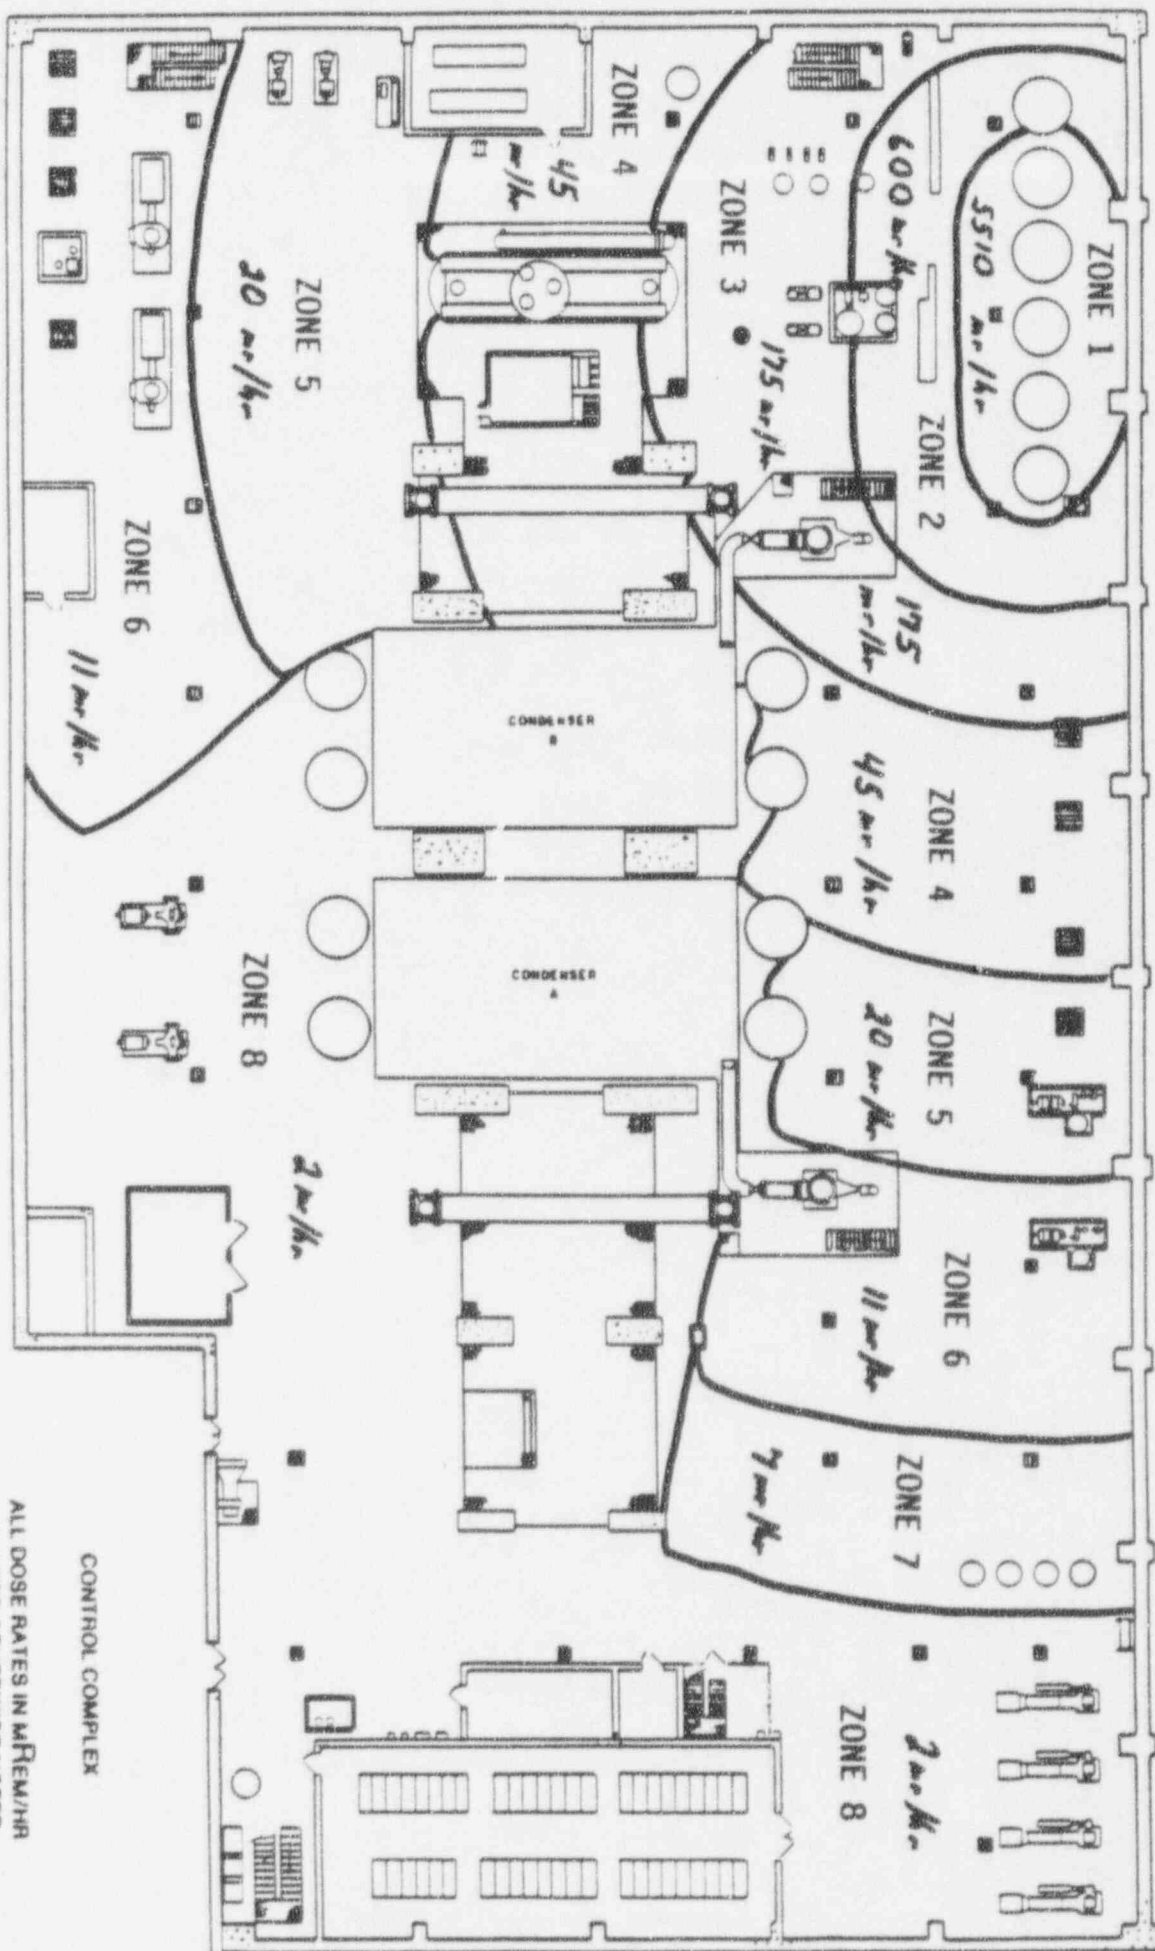 ZONE 1
5510 mr/hr
600 mr/hr
ZONE 2
ZONE 3
175 mr/hr
175
mr/hr
ZONE 4
45
mr/hr
ZONE 5
20 mr/hr
ZONE 6
11 mr/hr
CONDENSER
B
CONDENSER
A
ZONE 4
45 mr/hr
ZONE 5
20 mr/hr
ZONE 6
11 mr/hr
ZONE 7
7 mr/hr
ZONE 8
2 mr/hr
ZONE 8
2 mr/hr
CONTROL COMPLEX
ALL DOSE RATES IN MREM/HR